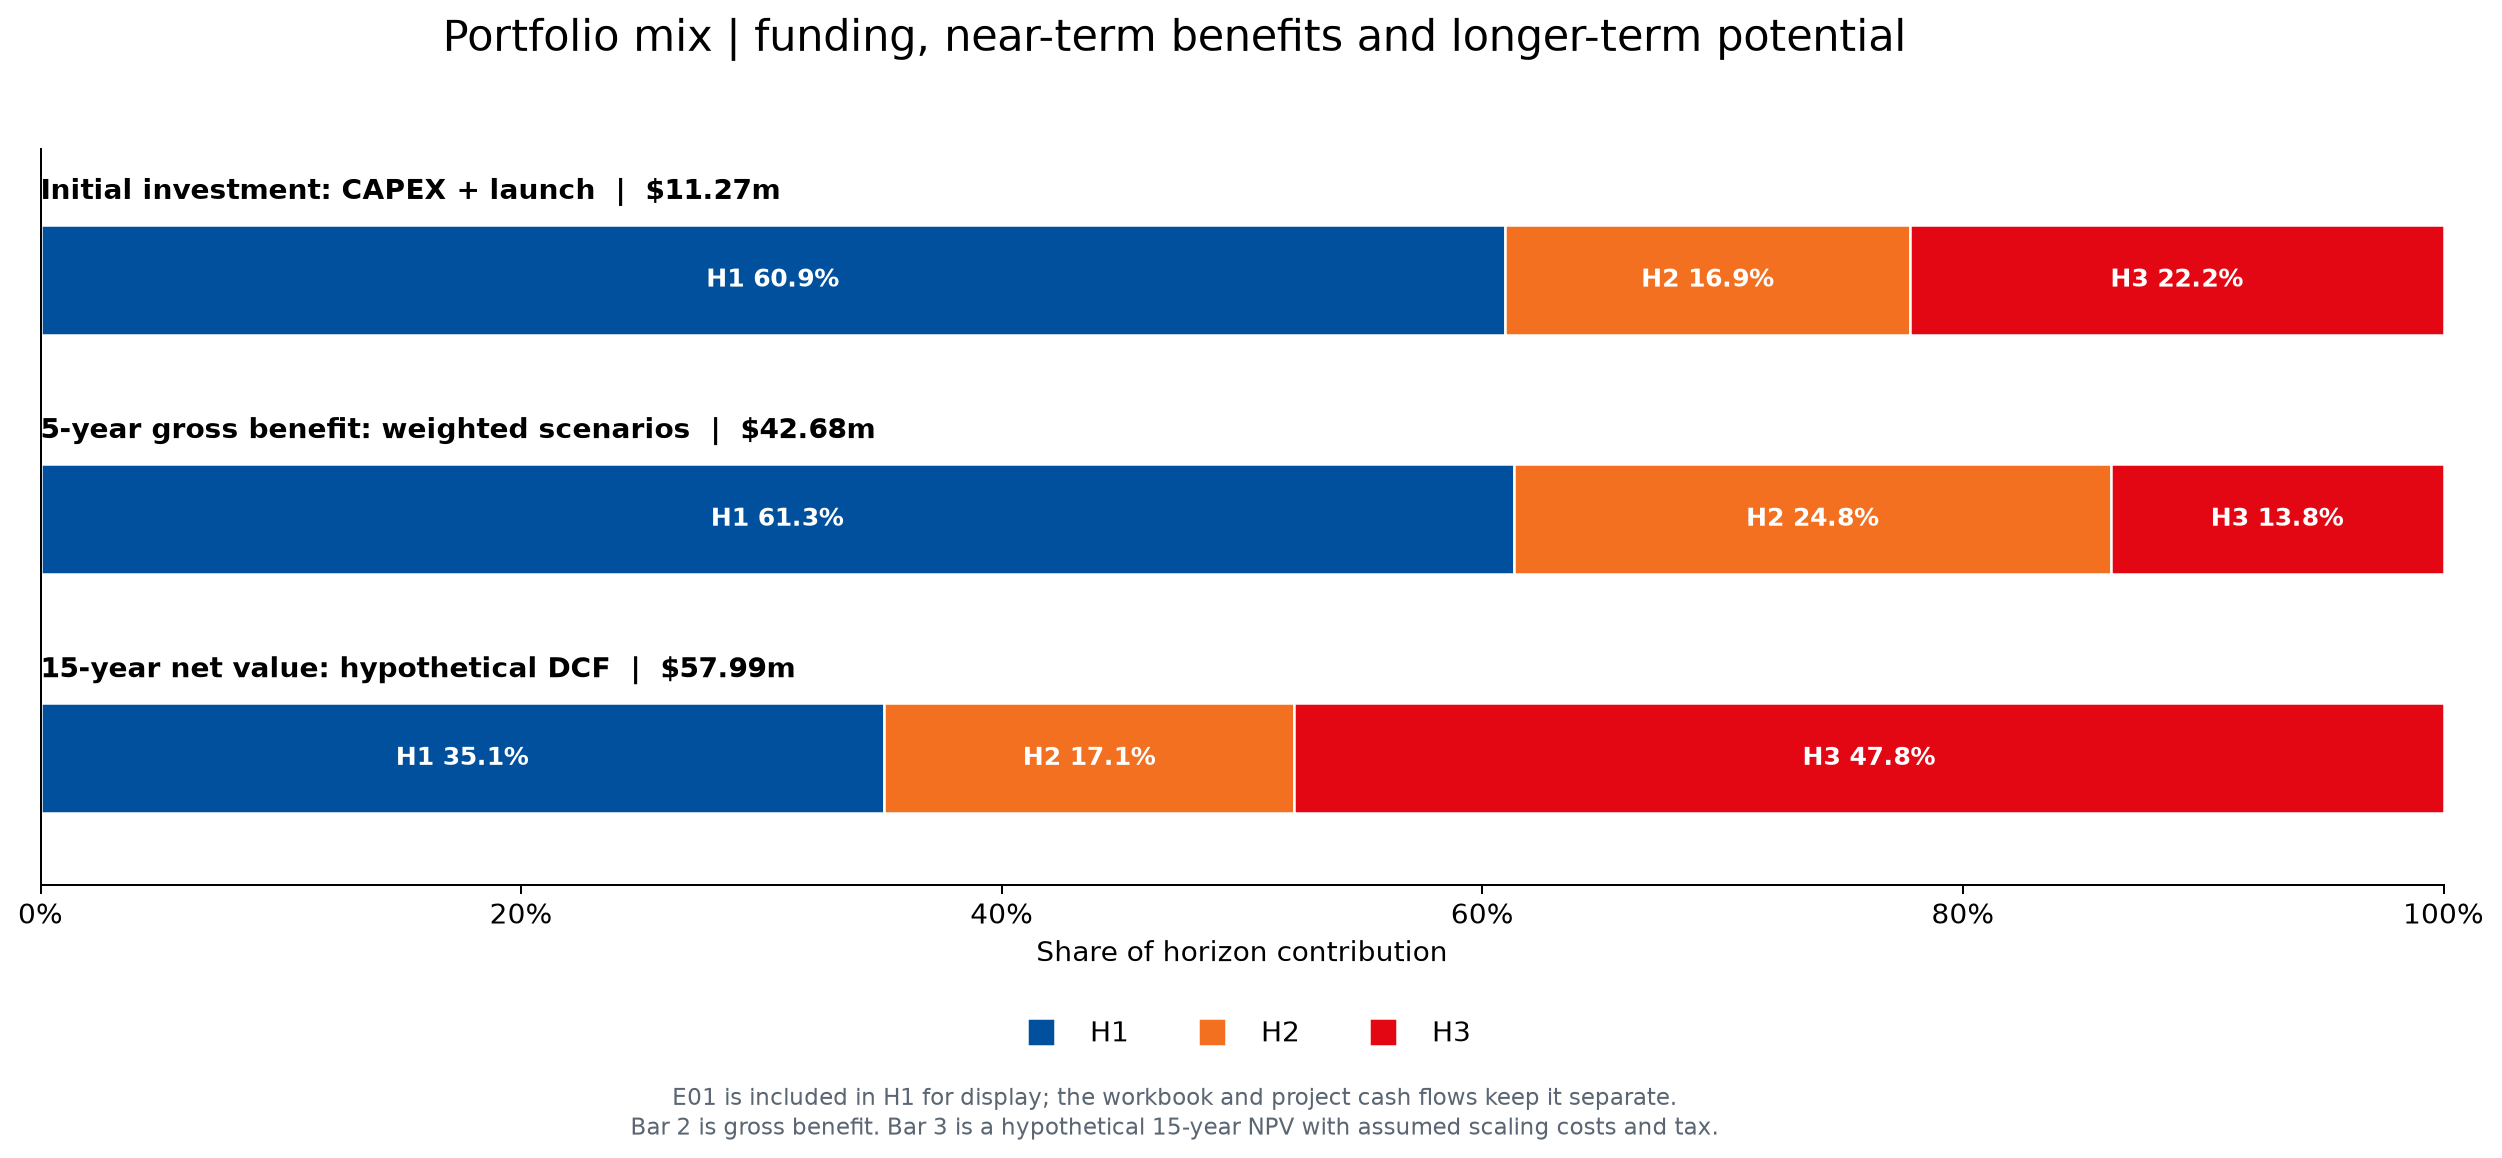 Portfolio mix | funding, near-term benefits and longer-term potential
Initial investment: CAPEX + launch | $11.27m
H1 60.9% H2 16.9% H3 22.2%
5-year gross benefit: weighted scenarios | $42.68m
H1 61.3% H2 24.8% H3 13.8%
15-year net value: hypothetical DCF | $57.99m
H1 35.1% H2 17.1% H3 47.8%
0% 20% 40% 60% 80% 100%
Share of horizon contribution
H1 H2 H3
E01 is included in H1 for display; the workbook and project cash flows keep it separate.
Bar 2 is gross benefit. Bar 3 is a hypothetical 15-year NPV with assumed scaling costs and tax.